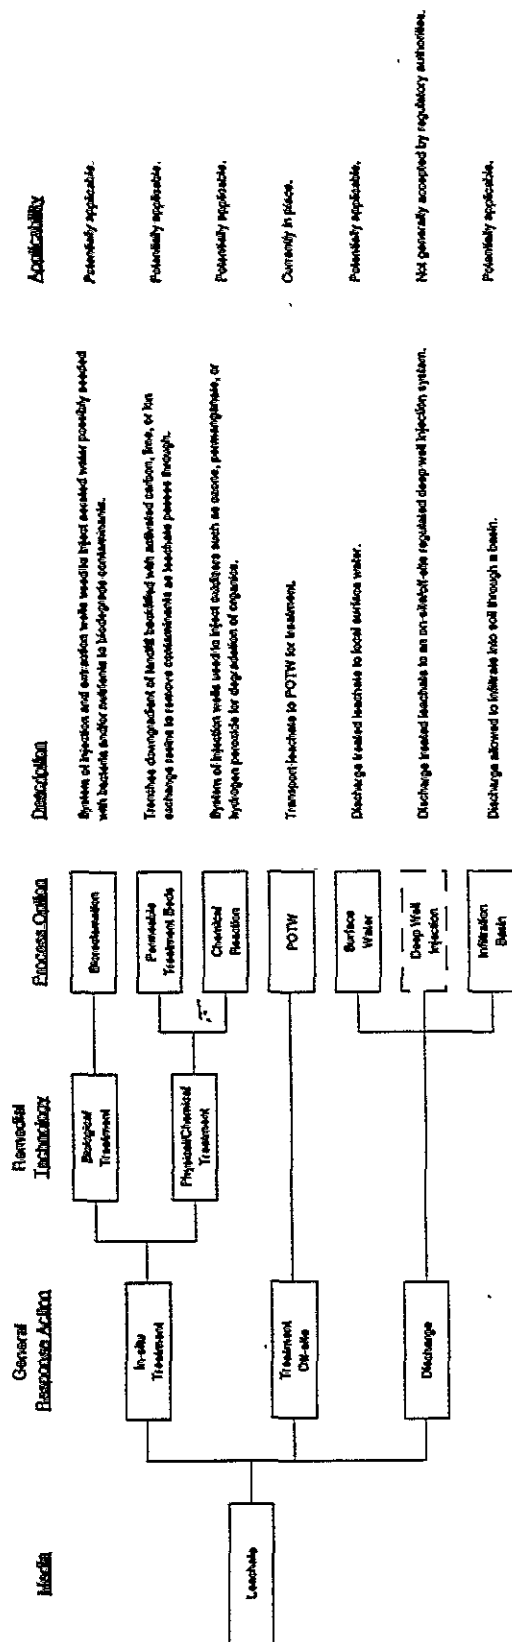 Media
General
Response Action
Remedial
Technology
Process Option
Description
Applicability
Leachate
In-situ
Treatment
Biological
Treatment
Bioreclamation
System of injection and extraction wells used to inject aerated water possibly seeded
with bacteria and/or nutrients to biodegrade contaminants.
Potentially applicable.
Physical/Chemical
Treatment
Permeable
Treatment Beds
Trenches downgradient of landfill backfilled with activated carbon, lime, or ion
exchange resins to remove contaminants as leachate passes through.
Potentially applicable.
Chemical
Reaction
System of injection wells used to inject oxidizers such as ozone, permanganate, or
hydrogen peroxide for degradation of organics.
Potentially applicable.
Treatment
Off-site
POTW
Transport leachate to POTW for treatment.
Currently in place.
Discharge
Surface
Water
Discharge treated leachate to local surface water.
Potentially applicable.
Deep Well
Injection
Discharge treated leachate to an on-site/off-site regulated deep well injection system.
Not generally accepted by regulatory authorities.
Infiltration
Basin
Discharge allowed to infiltrate into soil through a basin.
Potentially applicable.